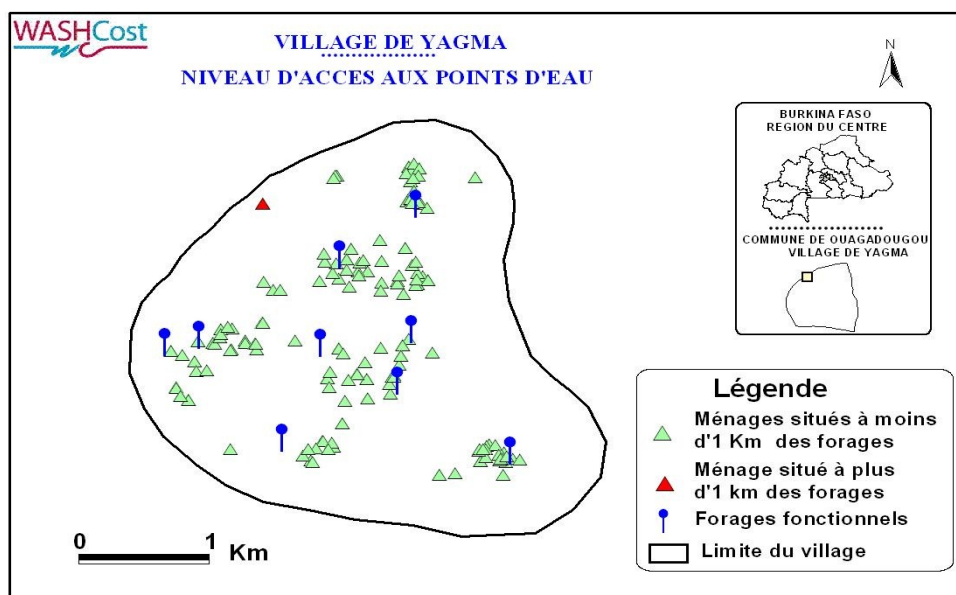 WASHCost
VILLAGE DE YAGMA
NIVEAU D'ACCES AUX POINTS D'EAU
N
BURKINA FASO
REGION DU CENTRE
COMMUNE DE OUAGADOUGOU
VILLAGE DE YAGMA
Légende
Ménages situés à moins
d'1 Km des forages
Ménage situé à plus
d'1 km des forages
Forages fonctionnels
Limite du village
0 1
Km